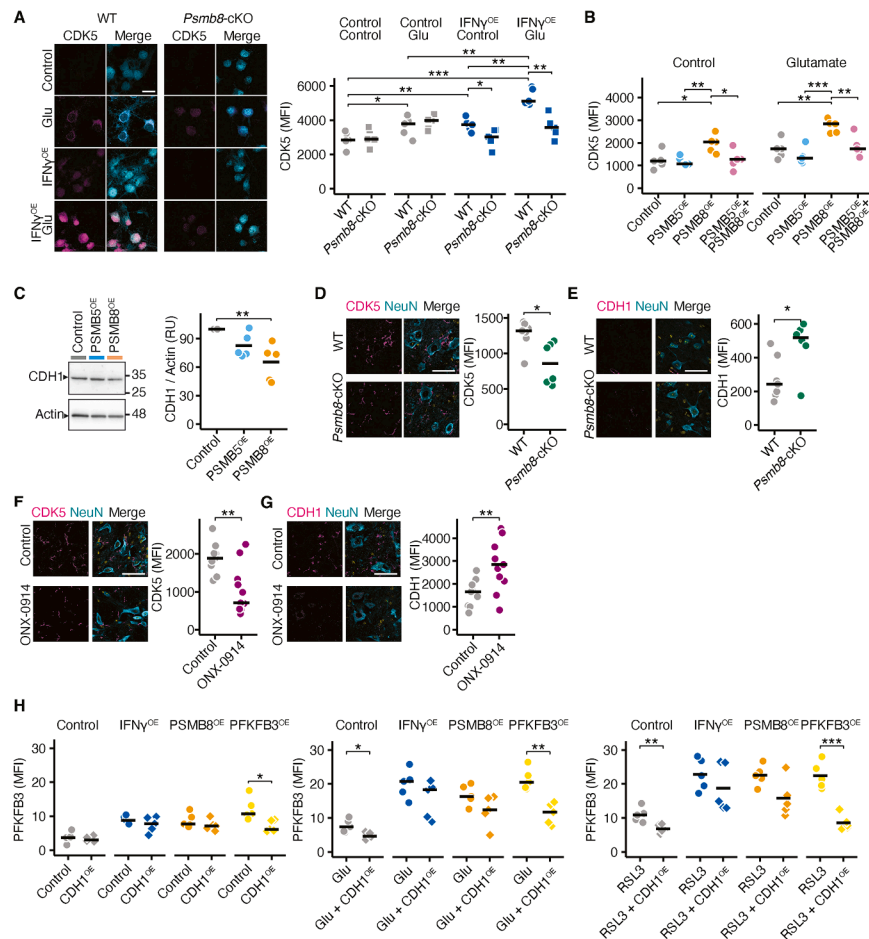 A
WT
Psmb8-cKO
CDK5
Merge
CDK5
Merge
Control
Glu
IFNγOE
IFNγOE
Glu
Control
Control
Control
Glu
IFNγOE
Control
IFNγOE
Glu
**
***
**
**
**
*
*
CDK5 (MFI)
6000
4000
2000
0
WT
Psmb8-cKO
WT
Psmb8-cKO
WT
Psmb8-cKO
WT
Psmb8-cKO
B
Control
Glutamate
**
*
*
***
**
**
CDK5 (MFI)
4000
3000
2000
1000
0
Control
PSMB5OE
PSMB8OE
PSMB5OE+
PSMB8OE
Control
PSMB5OE
PSMB8OE
PSMB5OE+
PSMB8OE
C
Control
PSMB5OE
PSMB8OE
CDH1
35
25
Actin
48
**
CDH1 / Actin (RU)
90
60
30
0
Control
PSMB5OE
PSMB8OE
D
CDK5 NeuN Merge
WT
Psmb8-cKO
*
CDK5 (MFI)
1500
1000
500
0
WT
Psmb8-cKO
E
CDH1 NeuN Merge
WT
Psmb8-cKO
*
CDH1 (MFI)
600
400
200
0
WT
Psmb8-cKO
F
CDK5 NeuN Merge
Control
ONX-0914
**
CDK5 (MFI)
2000
1000
0
Control
ONX-0914
G
CDH1 NeuN Merge
Control
ONX-0914
**
CDH1 (MFI)
4000
3000
2000
1000
0
Control
ONX-0914
H
Control
IFNγOE
PSMB8OE
PFKFB3OE
*
PFKFB3 (MFI)
30
20
10
0
Control
CDH1OE
Control
CDH1OE
Control
CDH1OE
Control
CDH1OE
Control
IFNγOE
PSMB8OE
PFKFB3OE
*
**
PFKFB3 (MFI)
30
20
10
0
Glu
Glu + CDH1OE
Glu
Glu + CDH1OE
Glu
Glu + CDH1OE
Glu
Glu + CDH1OE
Control
IFNγOE
PSMB8OE
PFKFB3OE
**
***
PFKFB3 (MFI)
30
20
10
0
RSL3
RSL3 + CDH1OE
RSL3
RSL3 + CDH1OE
RSL3
RSL3 + CDH1OE
RSL3
RSL3 + CDH1OE